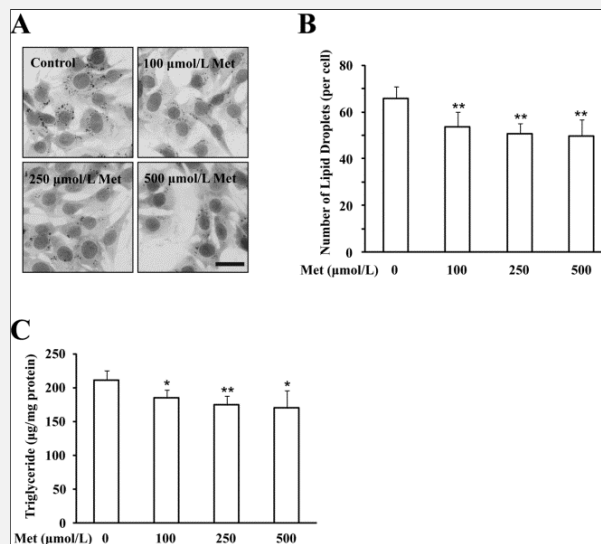 A
Control
100 μmol/L Met
250 μmol/L Met
500 μmol/L Met
B
Number of Lipid Droplets (per cell)
80
60
40
20
0
** ** **
Met (μmol/L) 0 100 250 500
C
Triglyceride (μg/mg protein)
250
200
150
100
50
0
* ** *
Met (μmol/L) 0 100 250 500